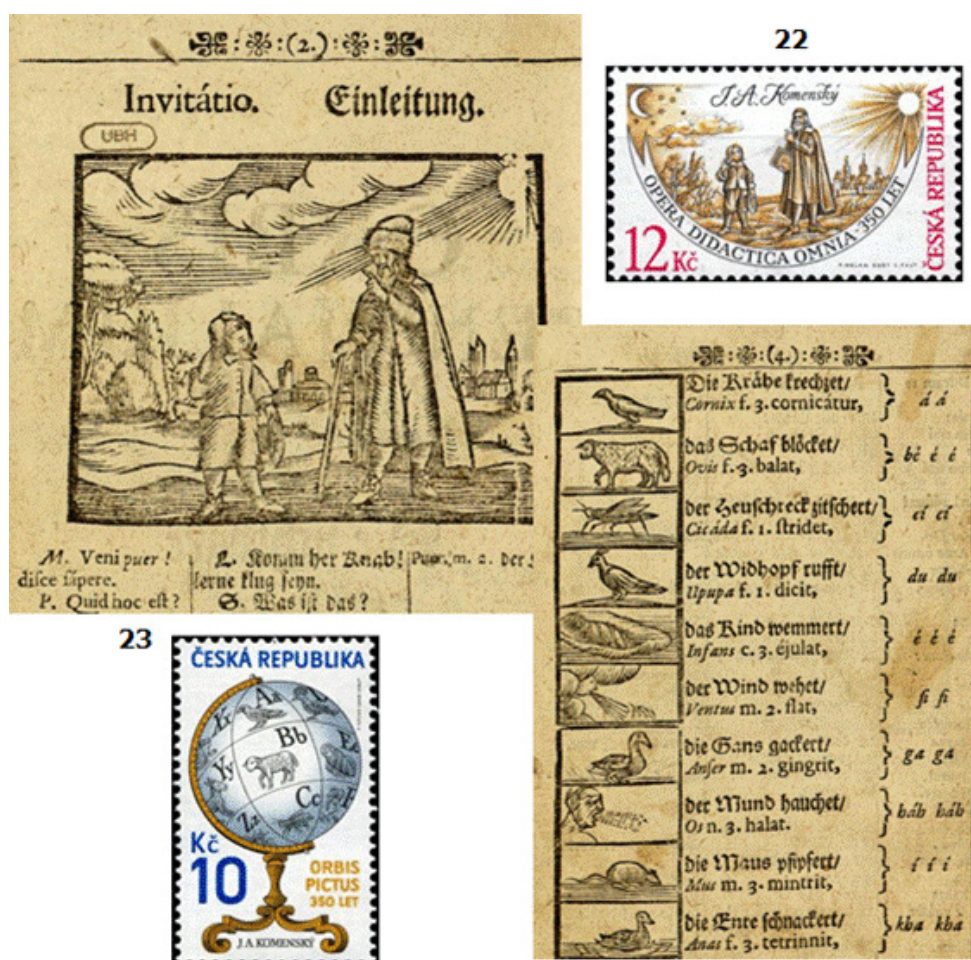 (2.)
Invitátio. Einleitung.
UBH
M. Veni puer!
disce sapere.
P. Quid hoc est?
L. Komm her Knab!
lerne klug seyn.
S. Was ist das?
m. 2. der
22
J. A. Komenský
OPERA DIDACTICA OMNIA · 350 LET
12 Kč
ČESKÁ REPUBLIKA
23
ČESKÁ REPUBLIKA
Aa
Bb
Cc
Yy
Zz
Kč
10
ORBIS
PICTUS
350 LET
J. A. KOMENSKÝ
(4.)
Die Krähe krechzet/
Cornix f. 3. cornicátur,
á á
das Schaf blöcket/
Ovis f. 3. balat,
bé é é
der Heuschreck zitschert/
Cicáda f. 1. stridet,
cí cí
der Widhopf rufft/
Upupa f. 1. dicit,
du du
das Kind wemmert/
Infans c. 3. éjulat,
é é é
der Wind wehet/
Ventus m. 2. flat,
fi fi
die Gans gackert/
Anser m. 2. gingrit,
ga ga
der Mund hauchet/
Os n. 3. halat.
háh háh
die Maus pfipfert/
Mus m. 3. mintrit,
í í í
die Ente schnackert/
Anas f. 3. tetrinnit,
kha kha